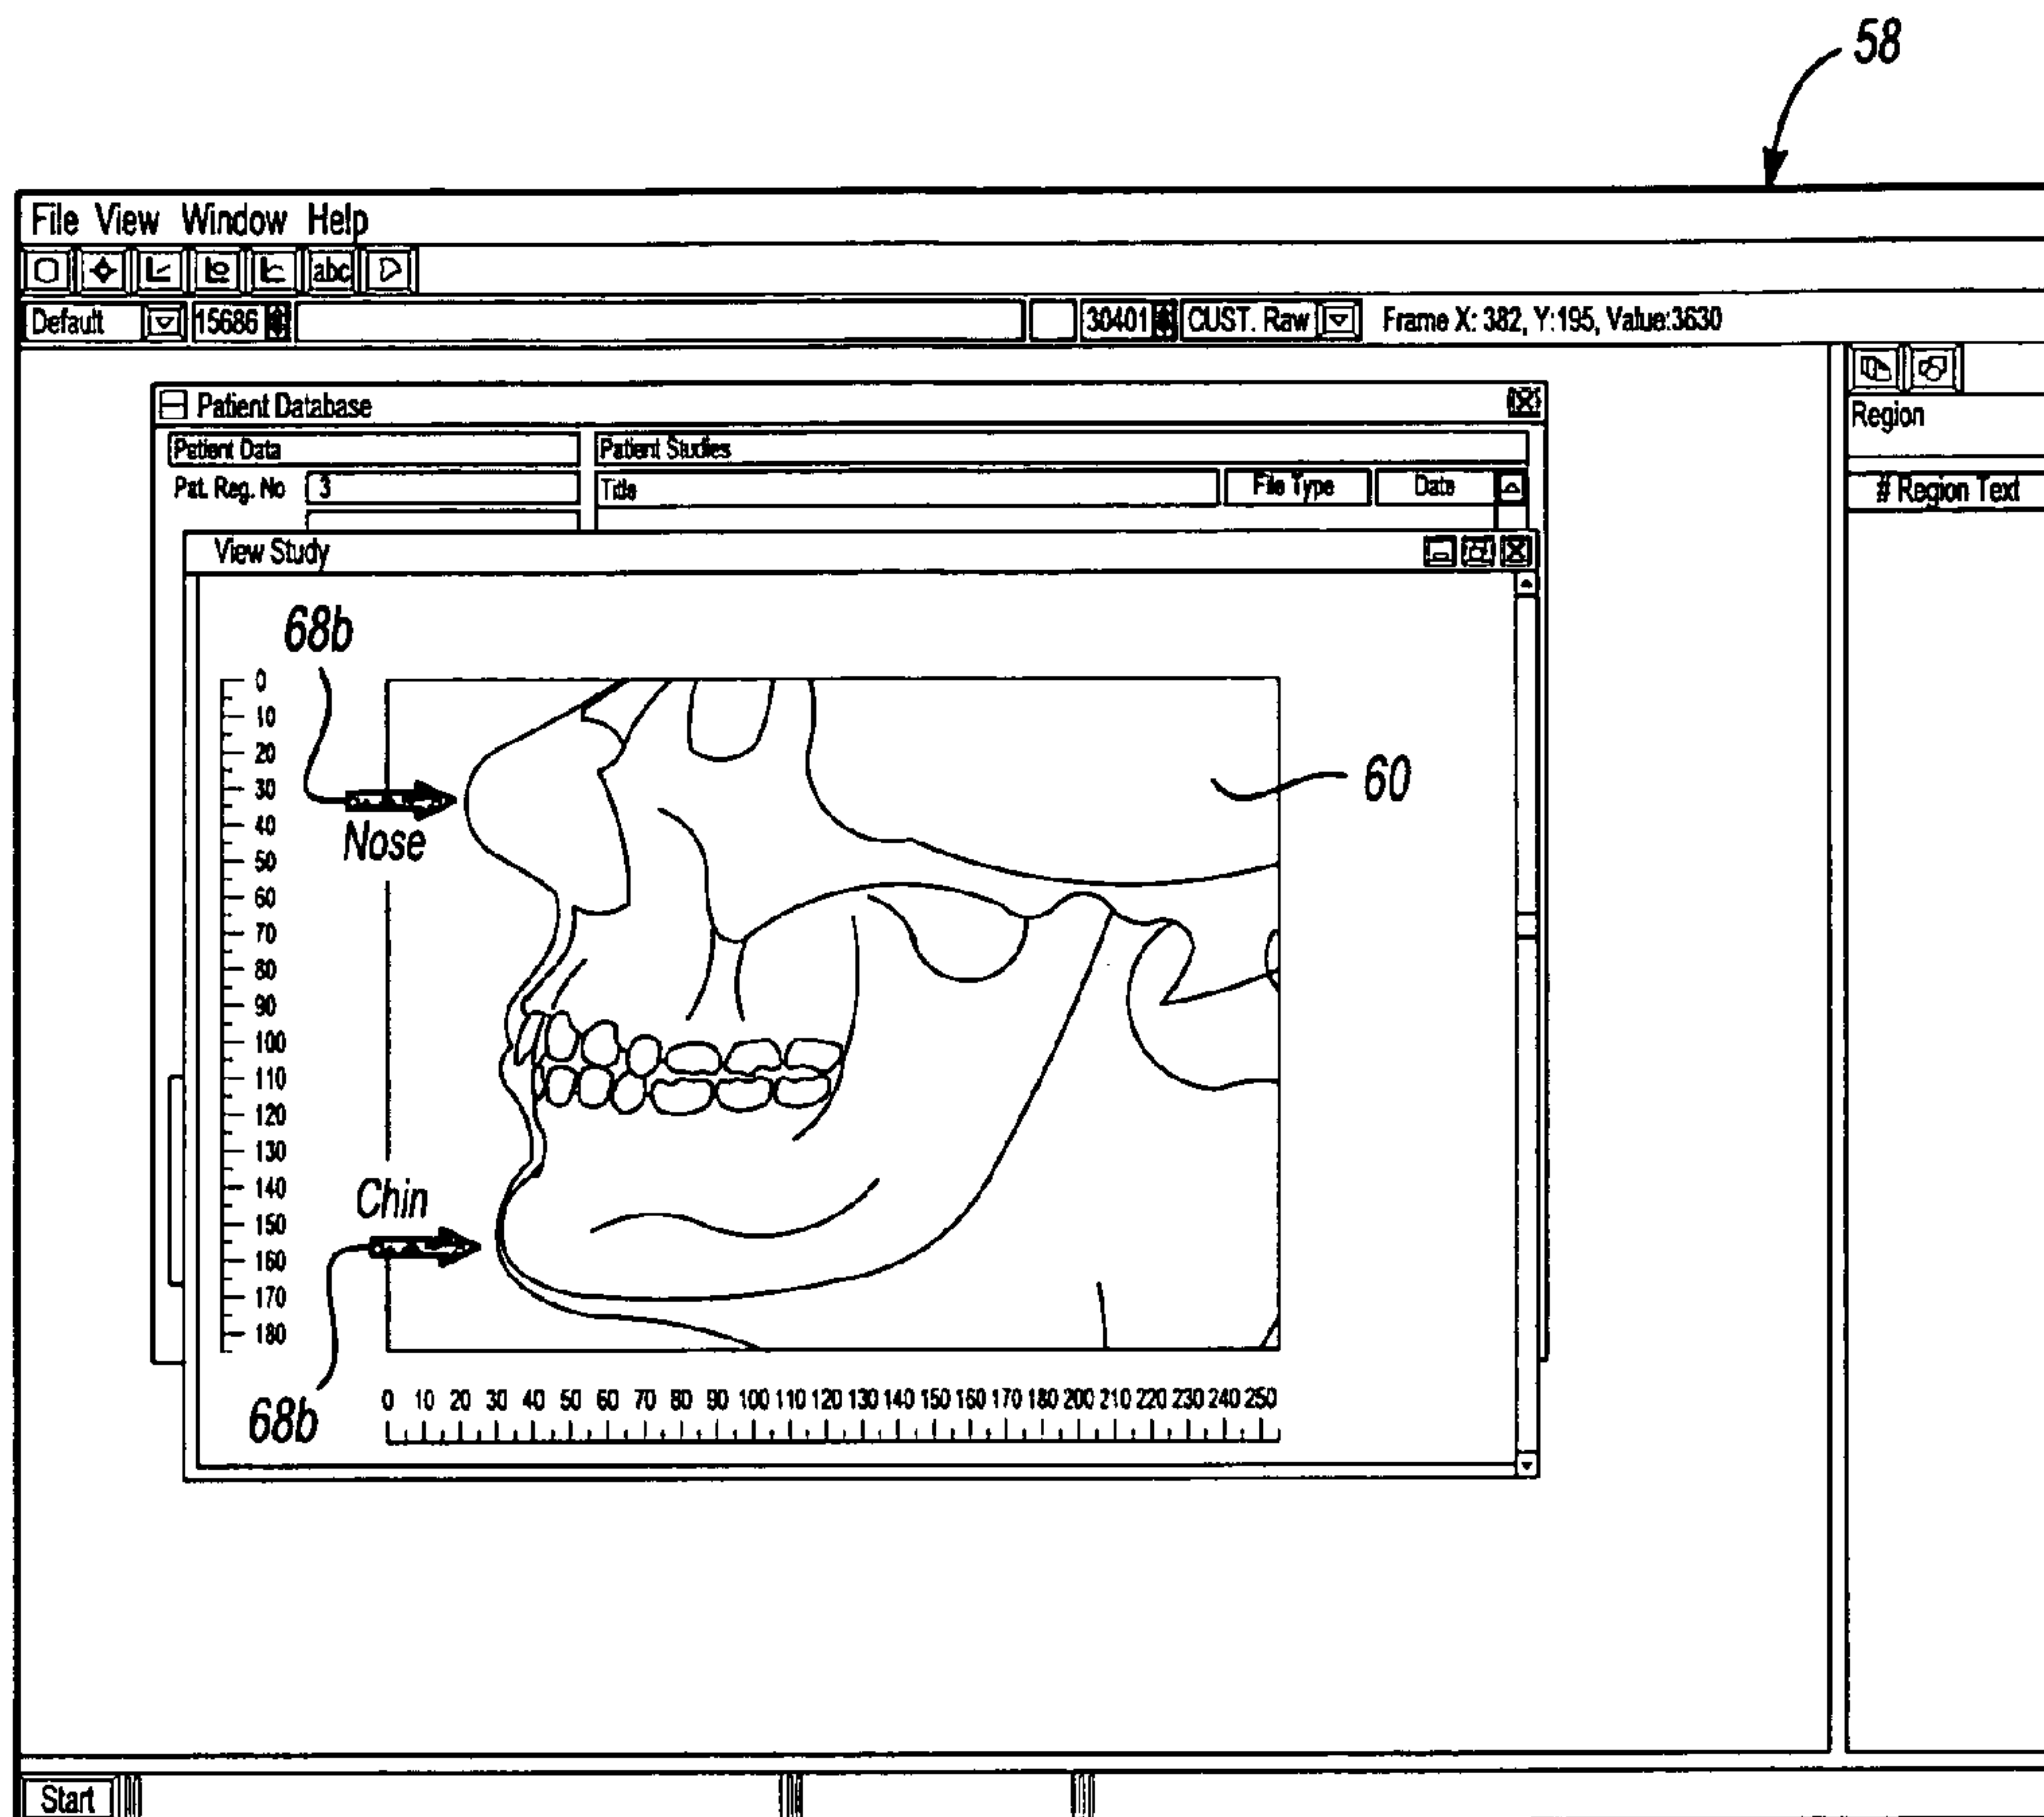 58
File View Window Help
abc
Default 15686 30401 CUST. Raw Frame X: 382, Y:195, Value:3630
Patient Database
Region
Patient Data Patient Studies
Pat. Reg. No 3 Title File Type Date
# Region Text
View Study
68b
0
10
20
30
40
50
60
70
80
90
100
110
120
130
140
150
160
170
180
60
Nose
Chin
68b
0 10 20 30 40 50 60 70 80 90 100 110 120 130 140 150 160 170 180 200 210 220 230 240 250
Start